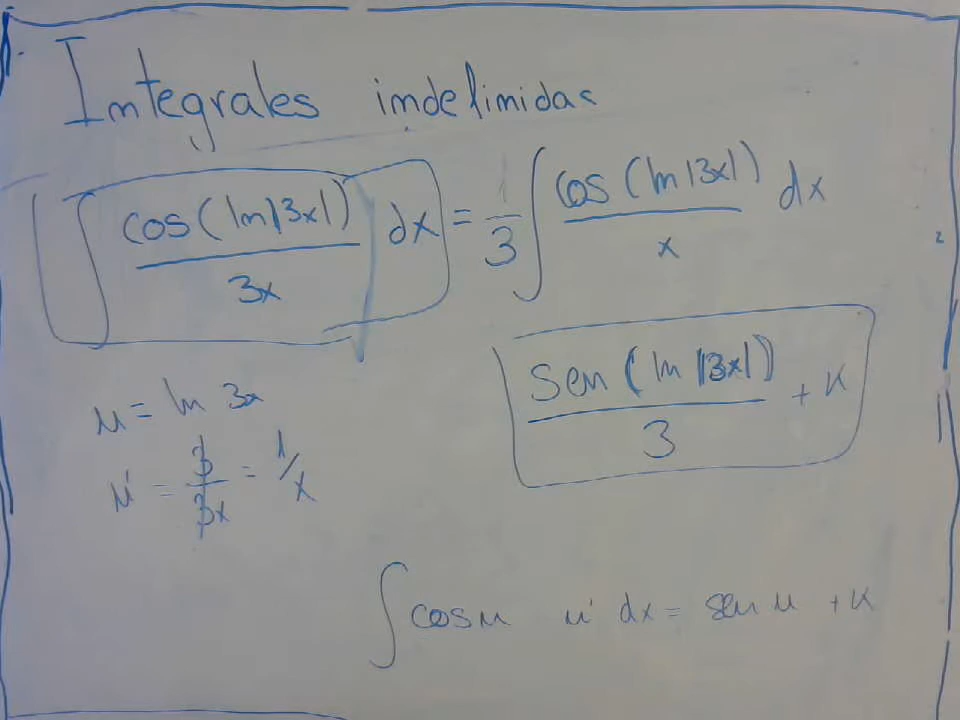 Integrales indefinidas
∫ cos(ln|3x|)/3x dx = 1/3 ∫ cos(ln|3x|)/x dx
sen(ln|3x|)/3 + K
u = ln 3x
u' = 3/3x = 1/x
∫ cos u u' dx = sen u + K